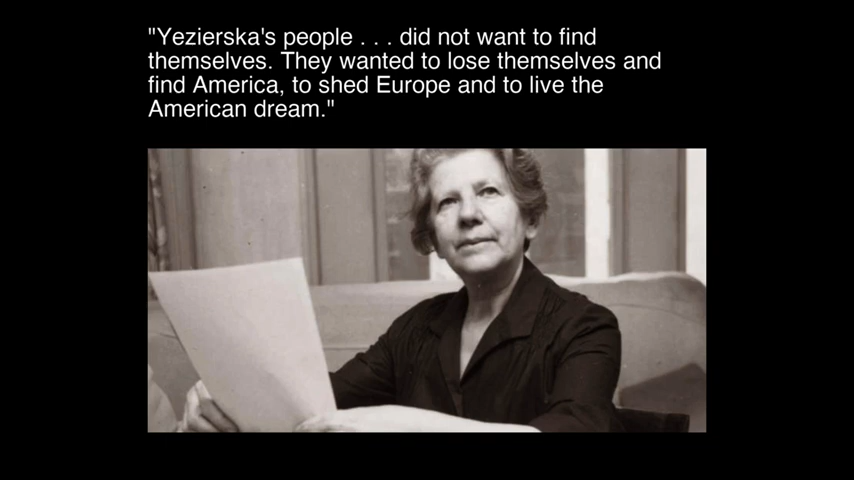 "Yezierska's people . . . did not want to find
themselves. They wanted to lose themselves and
find America, to shed Europe and to live the
American dream."